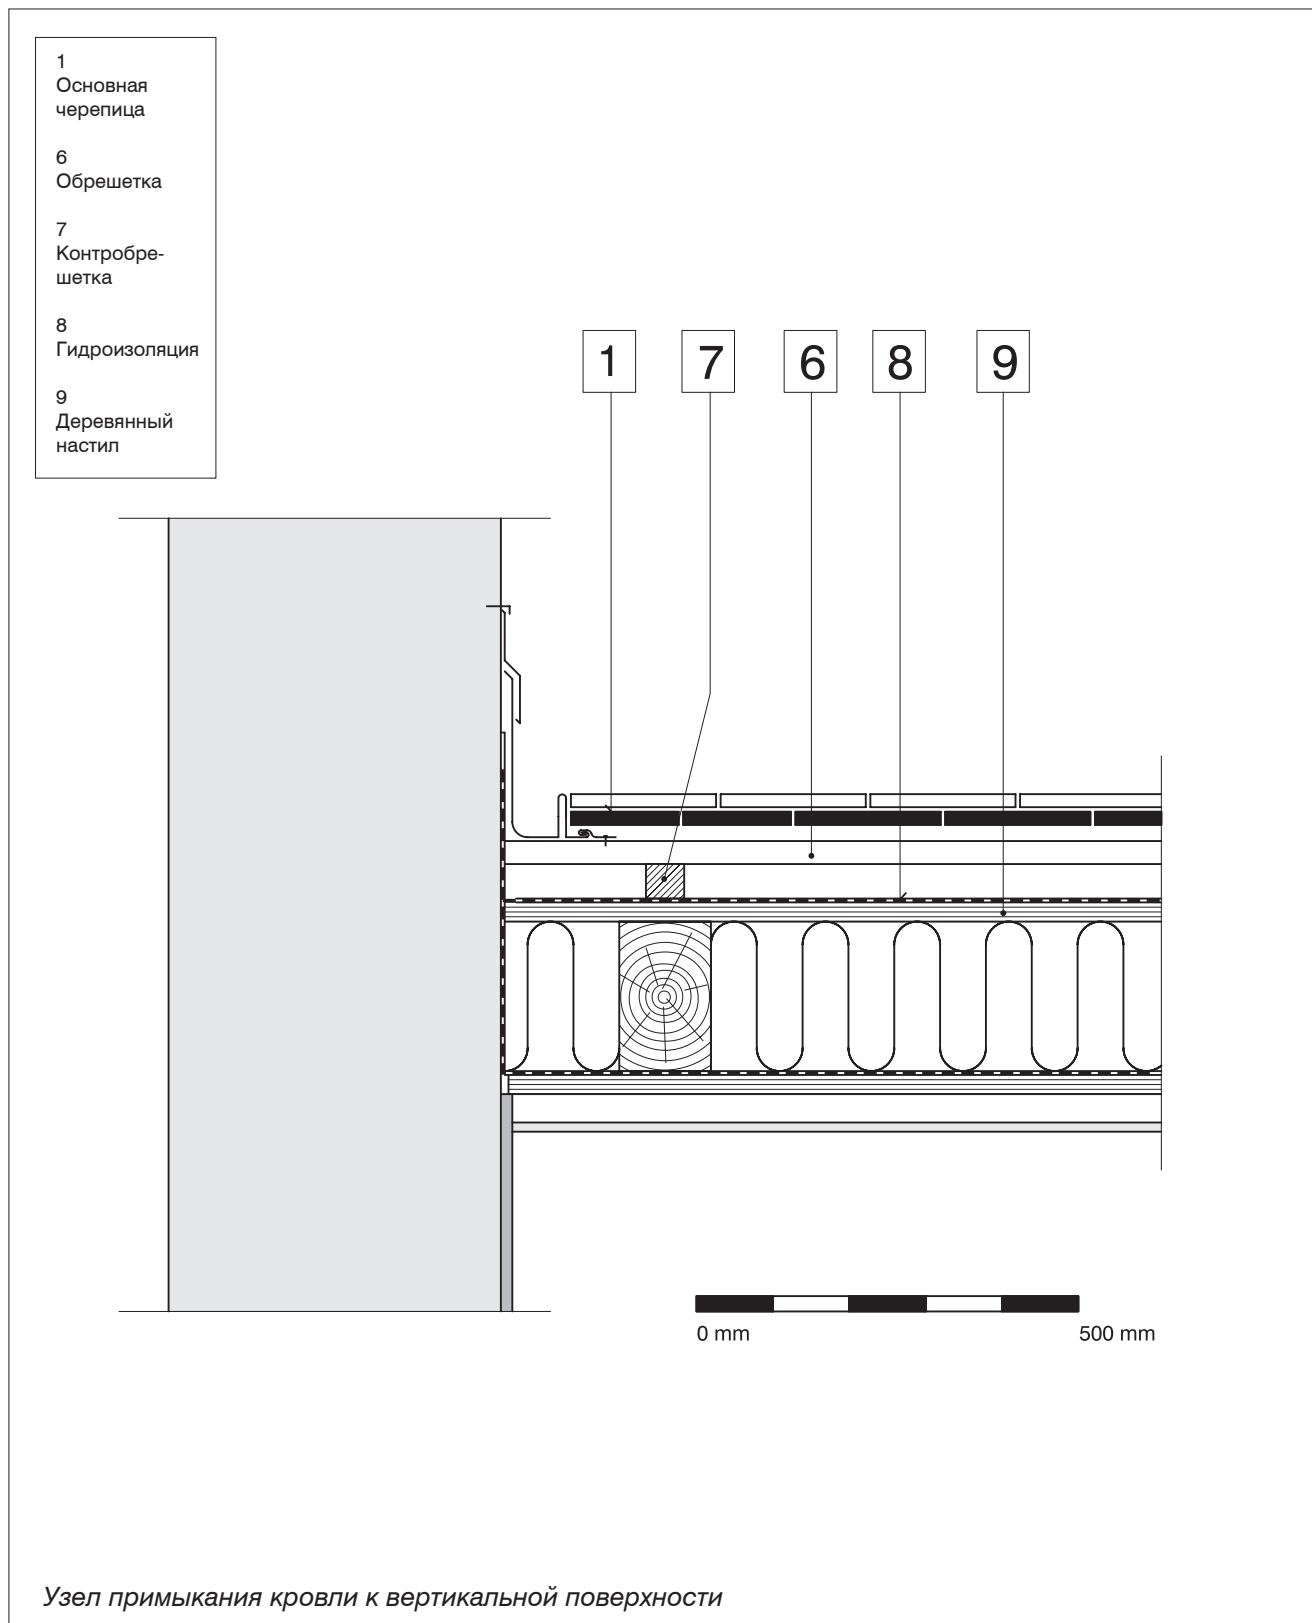 1
Основная
черепица
6
Обрешетка
7
Контробре-
шетка
8
Гидроизоляция
9
Деревянный
настил
1 7 6 8 9
0 mm 500 mm
Узел примыкания кровли к вертикальной поверхности